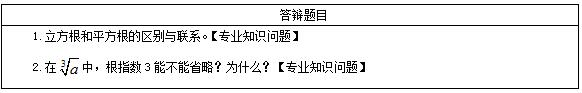 答辩题目
1.立方根和平方根的区别与联系。【专业知识问题】
2.在∛a中，根指数3能不能省略？为什么？【专业知识问题】